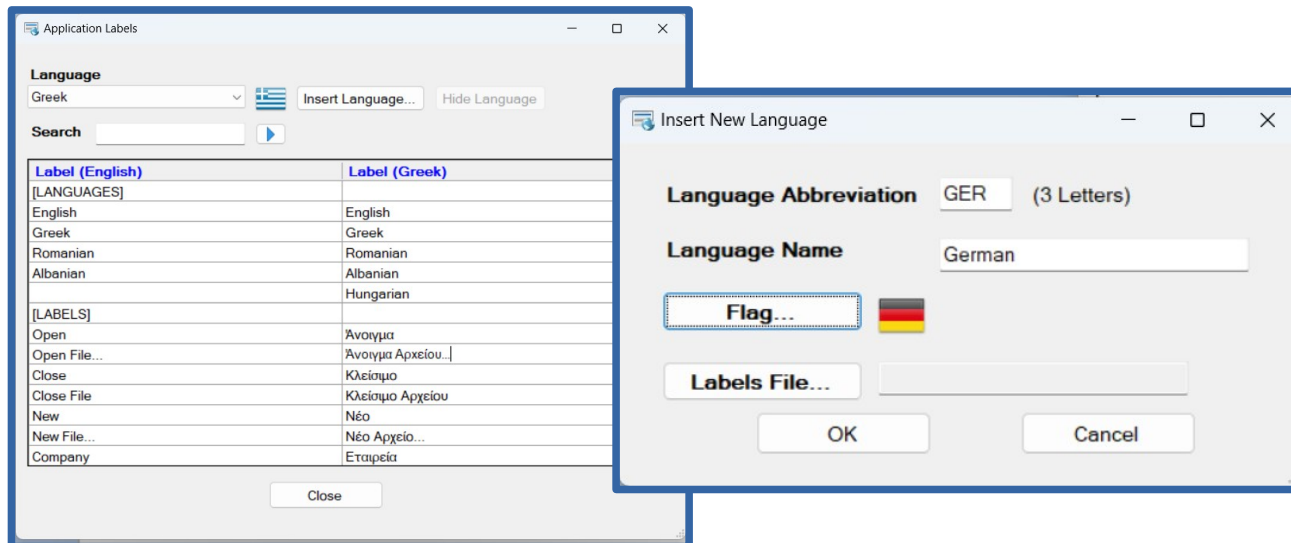 Application Labels
Language
Greek
Insert Language...
Hide Language
Search
Label (English) Label (Greek)
[LANGUAGES]
English English
Greek Greek
Romanian Romanian
Albanian Albanian
Hungarian
[LABELS]
Open Άνοιγμα
Open File... Άνοιγμα Αρχείου...
Close Κλείσιμο
Close File Κλείσιμο Αρχείου
New Νέο
New File... Νέο Αρχείο...
Company Εταιρεία
Close
Insert New Language
Language Abbreviation GER (3 Letters)
Language Name German
Flag...
Labels File...
OK Cancel